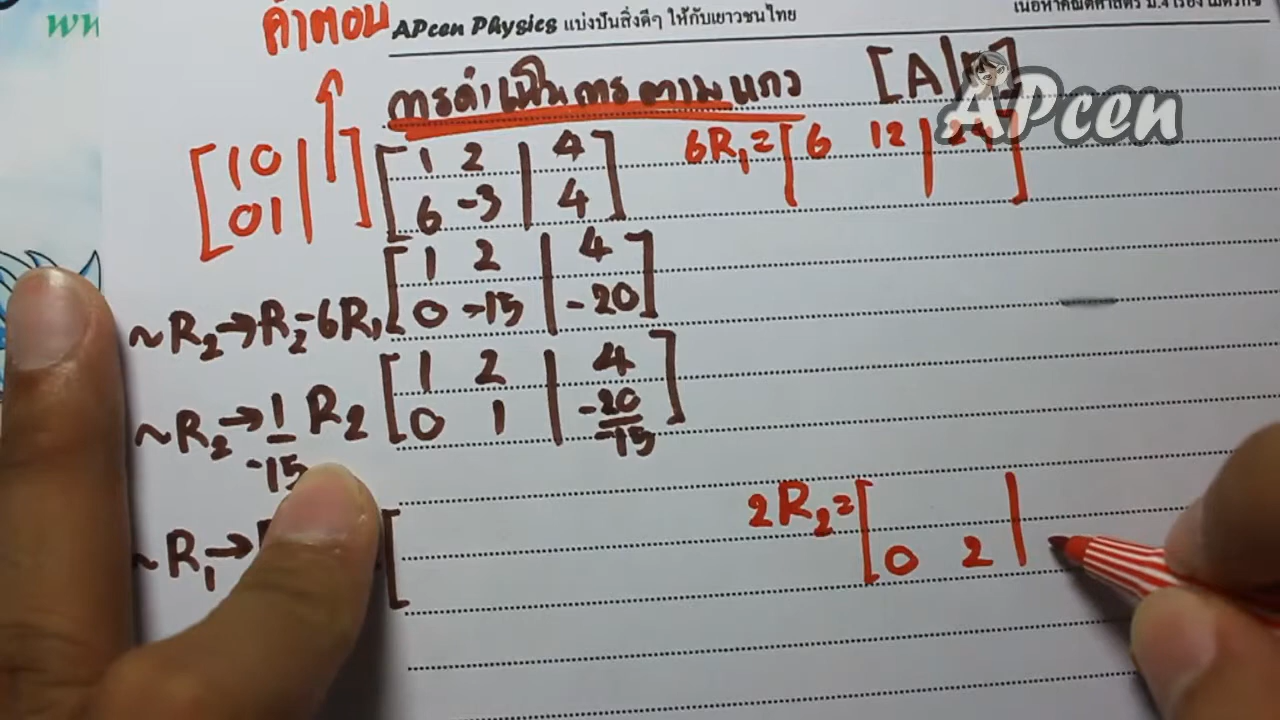 คำตอบ
APcen Physics แบ่งปันสิ่งดีๆ ให้กับเยาวชนไทย
การดำเนินการตามแถว [A|
APcen
[1 0
0 1 | ]
[1 2 | 4
6 -3 | 4]
6R₁ = [6 12 | 24]
~R₂→R₂-6R₁ [1 2 | 4
0 -15 | -20]
~R₂→1/-15 R₂ [1 2 | 4
0 1 | -20/-15]
~R₁→ [
2R₂ = [0 2 |